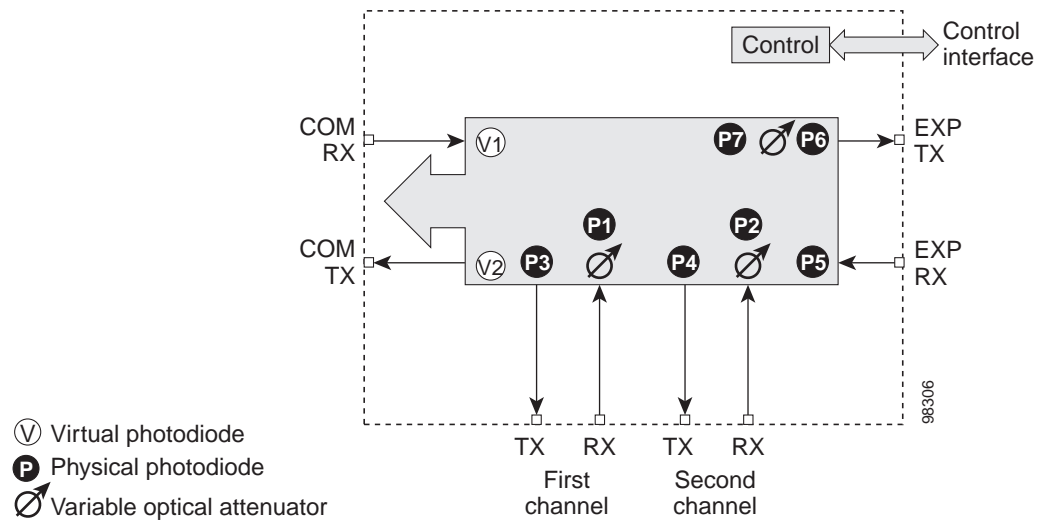 Control
Control
interface
COM
RX
V1
P7
P6
EXP
TX
P1
P2
COM
TX
V2
P3
P4
P5
EXP
RX
98306
TX
RX
TX
RX
First
channel
Second
channel
V Virtual photodiode
P Physical photodiode
Variable optical attenuator